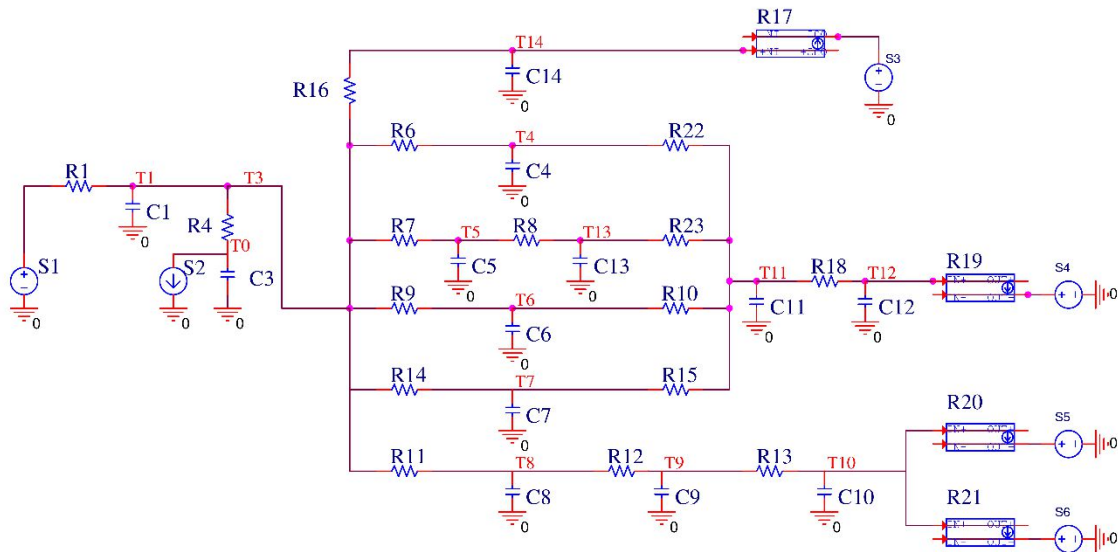 R17
T14
S3
R16
C14
0
0
R6
T4
R22
C4
0
R1
T1
T3
C1
R4
0
T0
R7
T5
R8
T13
R23
C5
C13
0
0
S1
S2
C3
0
0
0
T11
R18
T12
R19
S4
0
R9
T6
R10
C11
C12
C6
0
0
0
R14
T7
R15
C7
0
R20
S5
0
R11
T8
R12
T9
R13
T10
C8
C9
C10
0
0
0
R21
S6
0